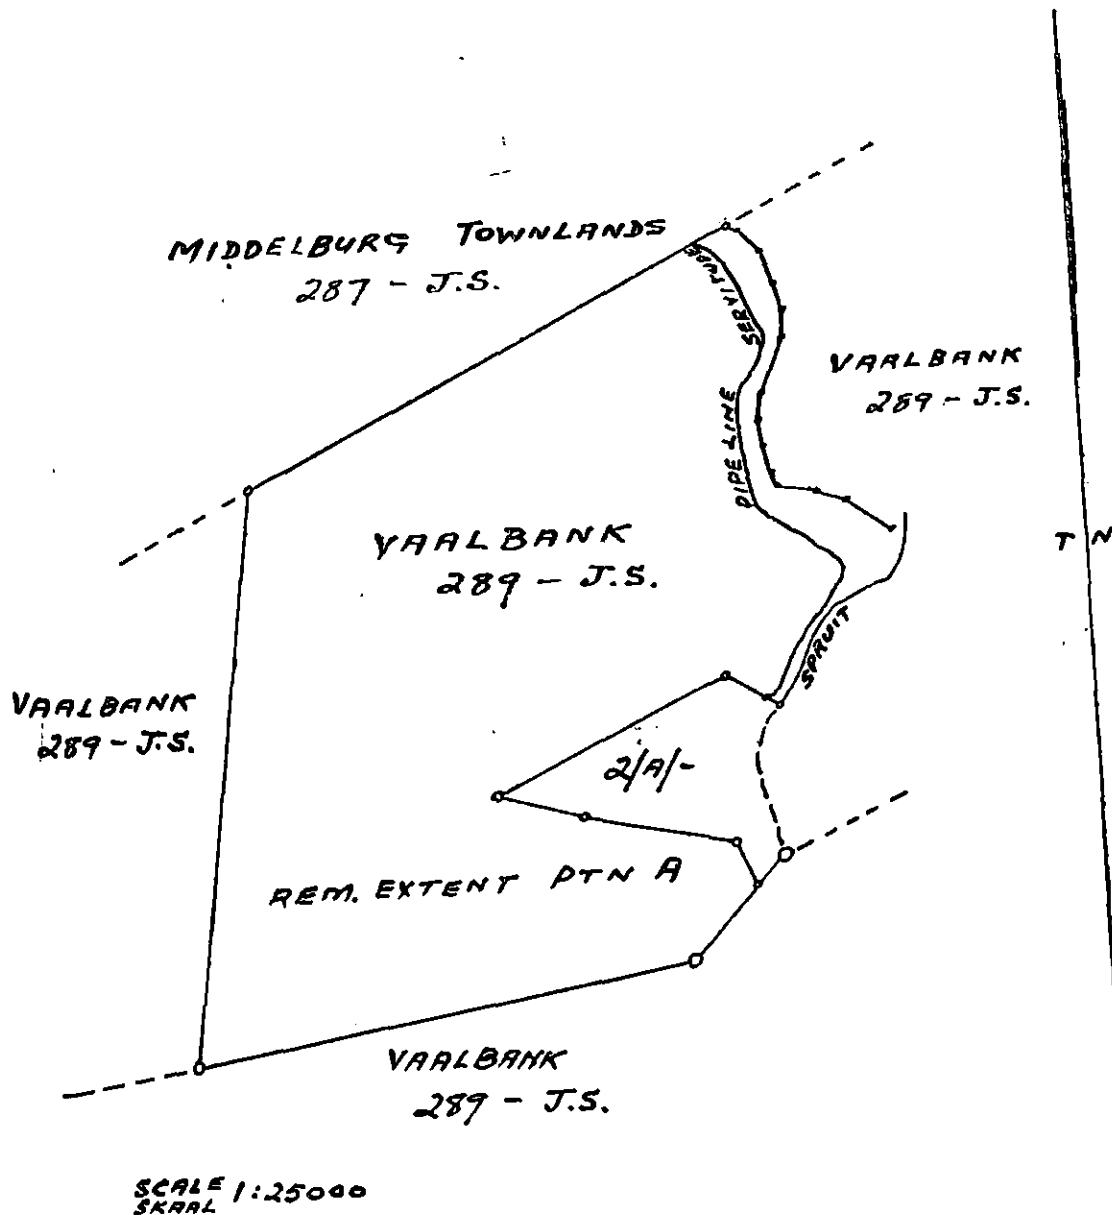 MIDDELBURG TOWNLANDS
287 - J.S.
SERVITUDE
VAALBANK
289 - J.S.
PIPE LINE
VAALBANK
289 - J.S.
T N
SPRUIT
VAALBANK
289 - J.S.
2/A/-
REM. EXTENT PTN A
VAALBANK
289 - J.S.
SCALE 1:25000
SKAAL